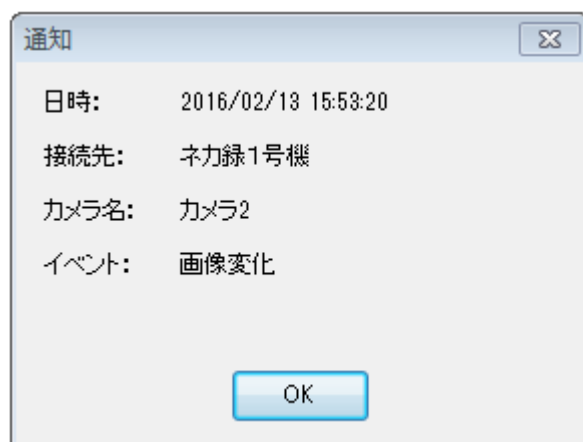 通知
日時: 2016/02/13 15:53:20
接続先: ネカ録1号機
カメラ名: カメラ2
イベント: 画像変化
OK